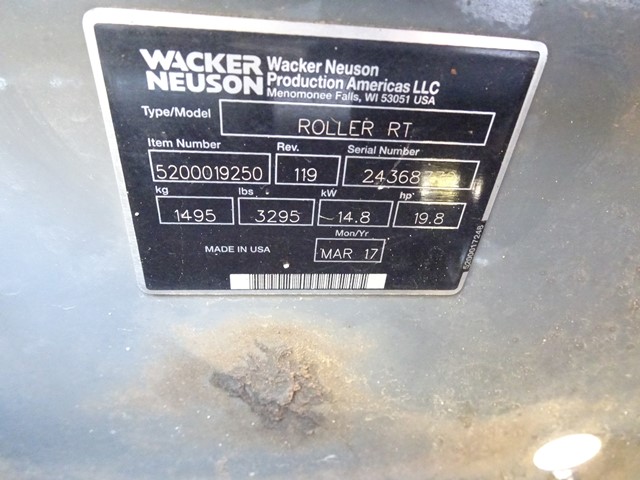 WACKER NEUSON
Wacker Neuson
Production Americas LLC
Menomonee Falls, WI 53051 USA
Type/Model ROLLER RT
Item Number Rev. Serial Number
5200019250 119
kg lbs kW hp
1495 3295 14.8 19.8
Mon/Yr
MADE IN USA MAR 17
5200017248